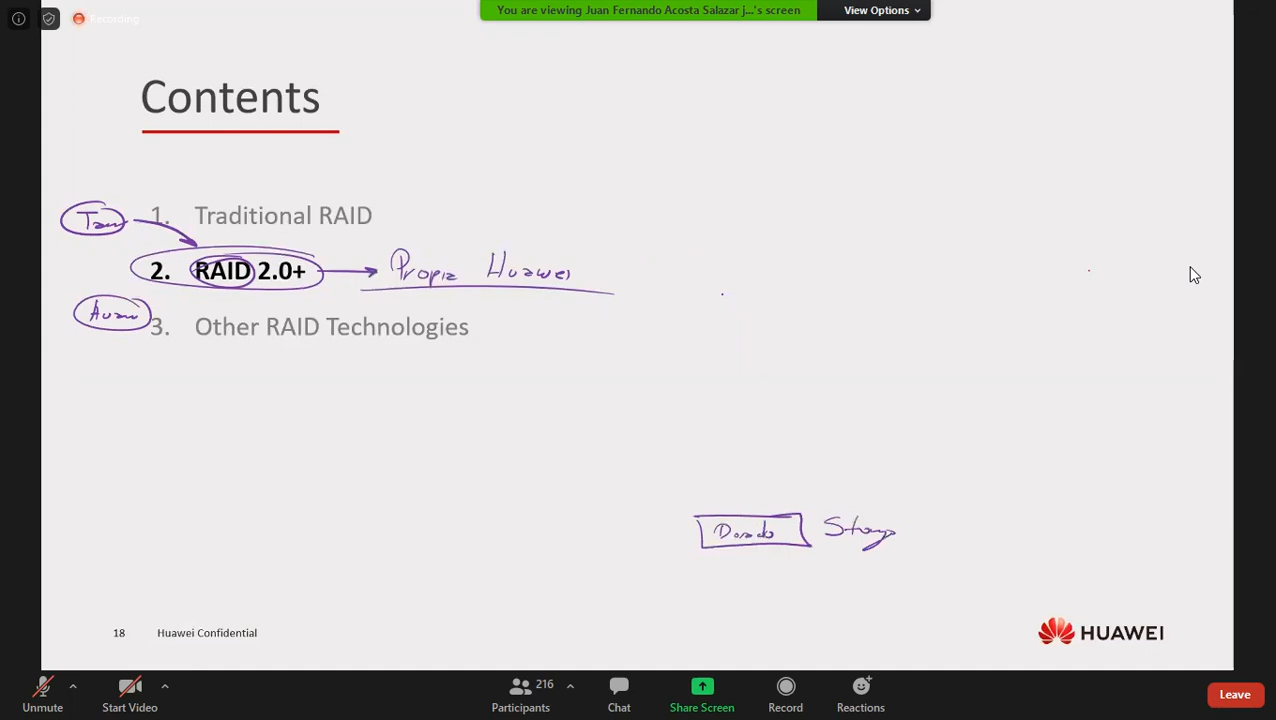 Recording
You are viewing Juan Fernando Acosta Salazar j...'s screen
View Options
Contents
1. Traditional RAID
2. RAID 2.0+
Propia Huawei
3. Other RAID Technologies
Dorado
18
Huawei Confidential
HUAWEI
Unmute
Start Video
216
Participants
Chat
Share Screen
Record
Reactions
Leave